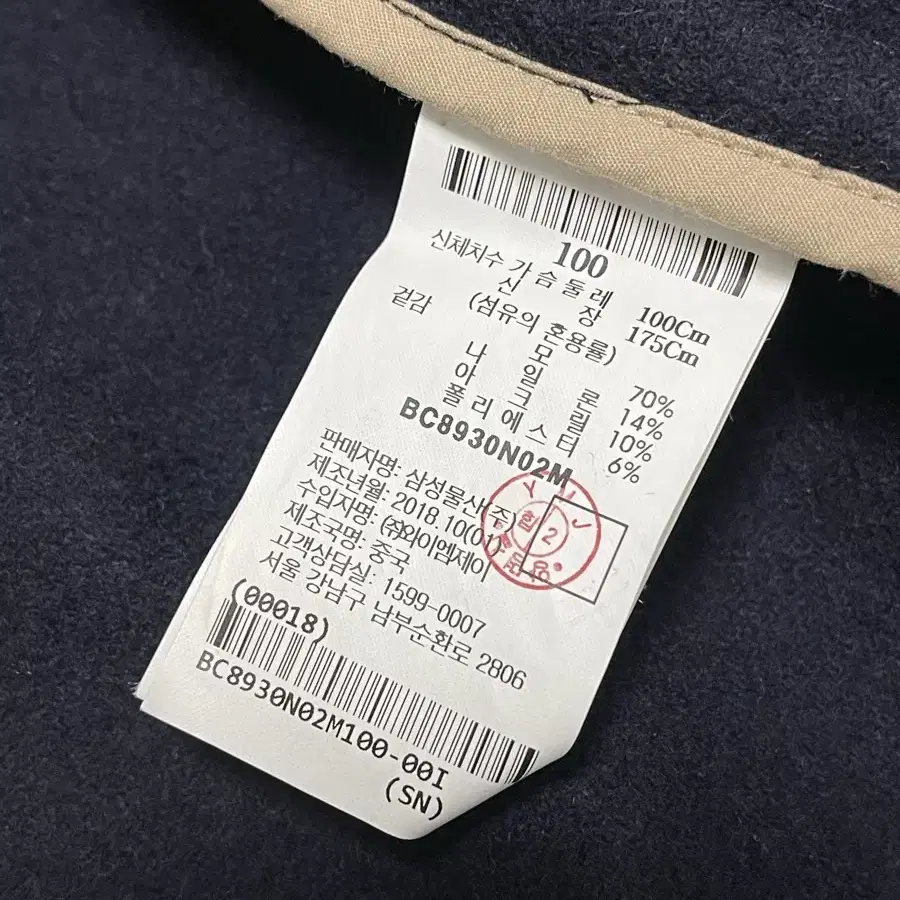 100
신체치수 가슴둘레 100Cm
신 장 175Cm
(섬유의 혼용률)
겉감 모 70%
나 일 론 14%
아 크 릴 10%
폴 리 에 스 터 6%
BC8930N02M
판매자명: 삼성물산(주)
제조년월: 2018.10(01)
수입자명: ㈜와이엠제이
제조국명: 중국
고객상담실: 1599-0007
서울 강남구 남부순환로 2806
(00018)
BC8930N02M100-00I
(SN)
Y J
2